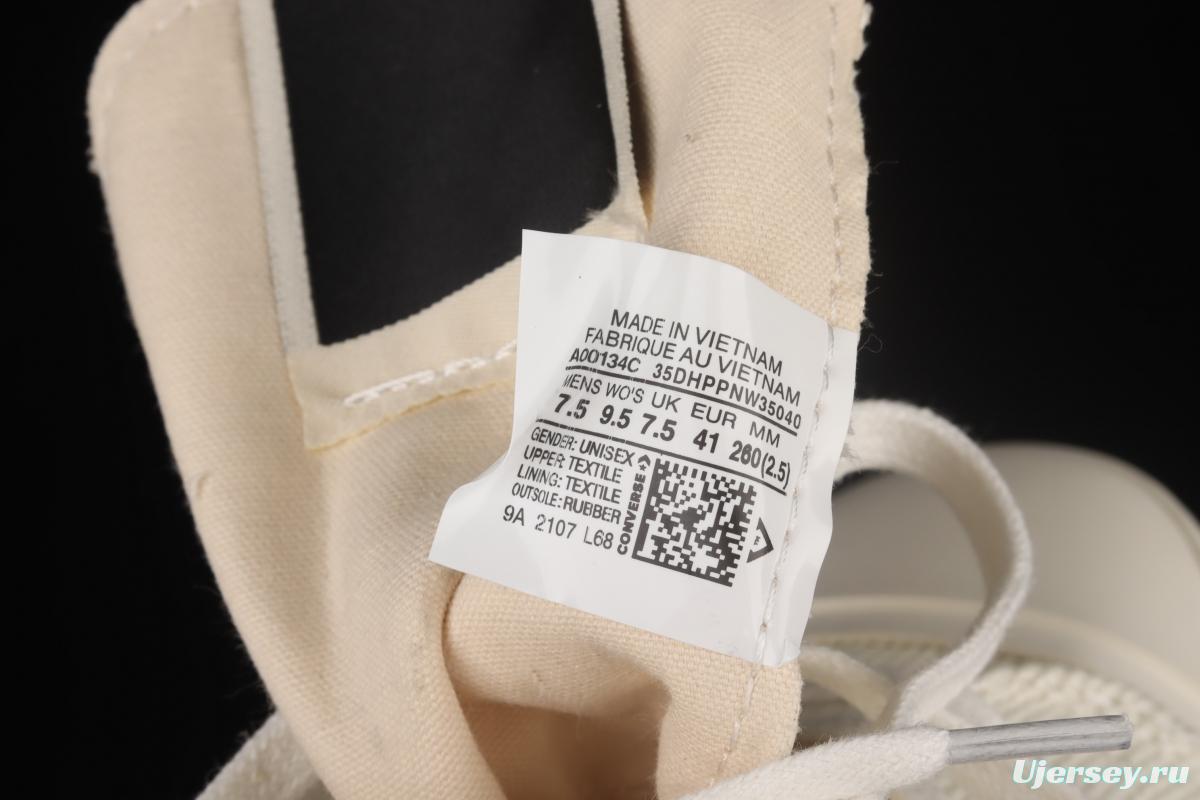 MADE IN VIETNAM
FABRIQUE AU VIETNAM
A00134C 35DHPPNW35040
MENS WO'S UK EUR MM
7.5 9.5 7.5 41 260(2.5)
GENDER: UNISEX
UPPER: TEXTILE
LINING: TEXTILE
OUTSOLE: RUBBER
9A 2107 L68
CONVERSE
F
Ujersey.ru